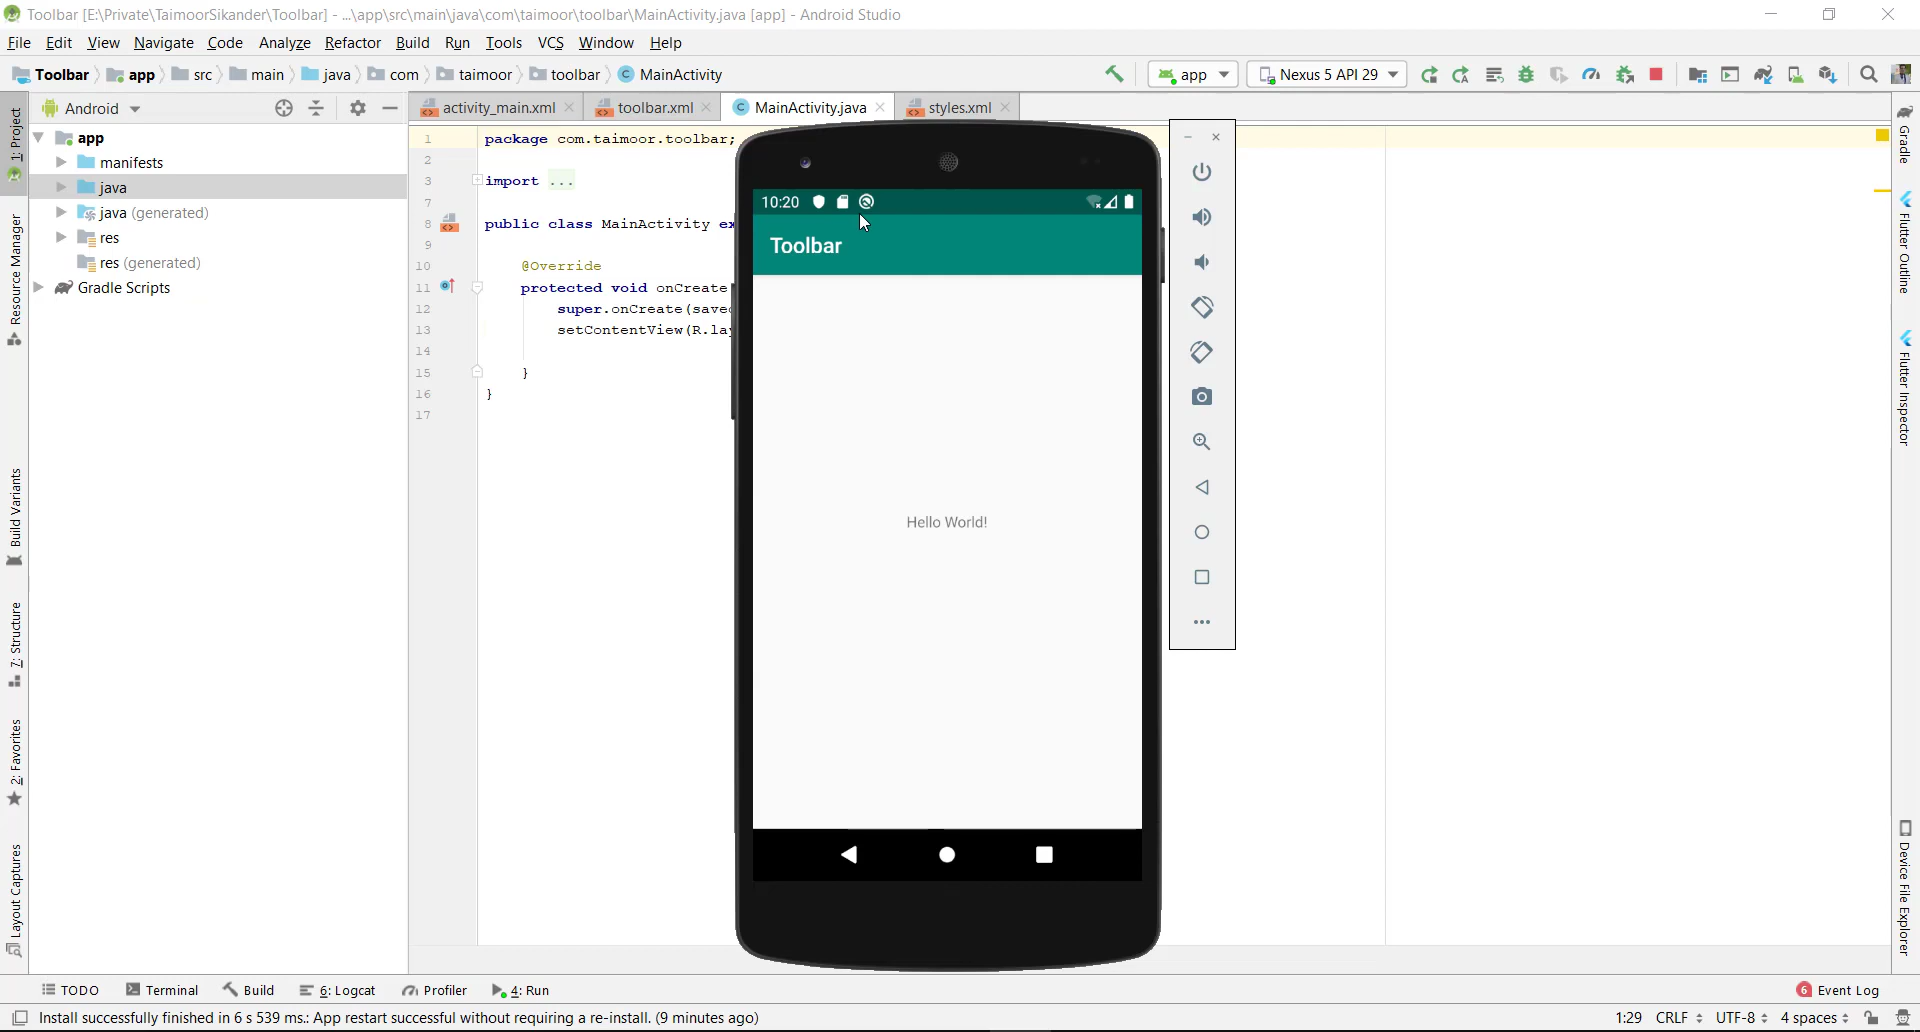 Toolbar [E:\Private\TaimoorSikander\Toolbar] - ...\app\src\main\java\com\taimoor\toolbar\MainActivity.java [app] - Android Studio
File Edit View Navigate Code Analyze Refactor Build Run Tools VCS Window Help
Toolbar app src main java com taimoor toolbar MainActivity app Nexus 5 API 29
Android
activity_main.xml toolbar.xml MainActivity.java styles.xml
app
manifests
java
java (generated)
res
res (generated)
Gradle Scripts
1 package com.taimoor.toolbar;
2
3 import ...
7
8 public class MainActivity ex
9
10 @Override
11 protected void onCreate
12 super.onCreate(saved
13 setContentView(R.lay
14
15 }
16 }
17
10:20
Toolbar
Hello World!
1: Project
Resource Manager
Build Variants
7: Structure
2: Favorites
Layout Captures
Gradle
Flutter Outline
Flutter Inspector
Device File Explorer
TODO Terminal Build 6: Logcat Profiler 4: Run 6 Event Log
Install successfully finished in 6 s 539 ms.: App restart successful without requiring a re-install. (9 minutes ago) 1:29 CRLF UTF-8 4 spaces